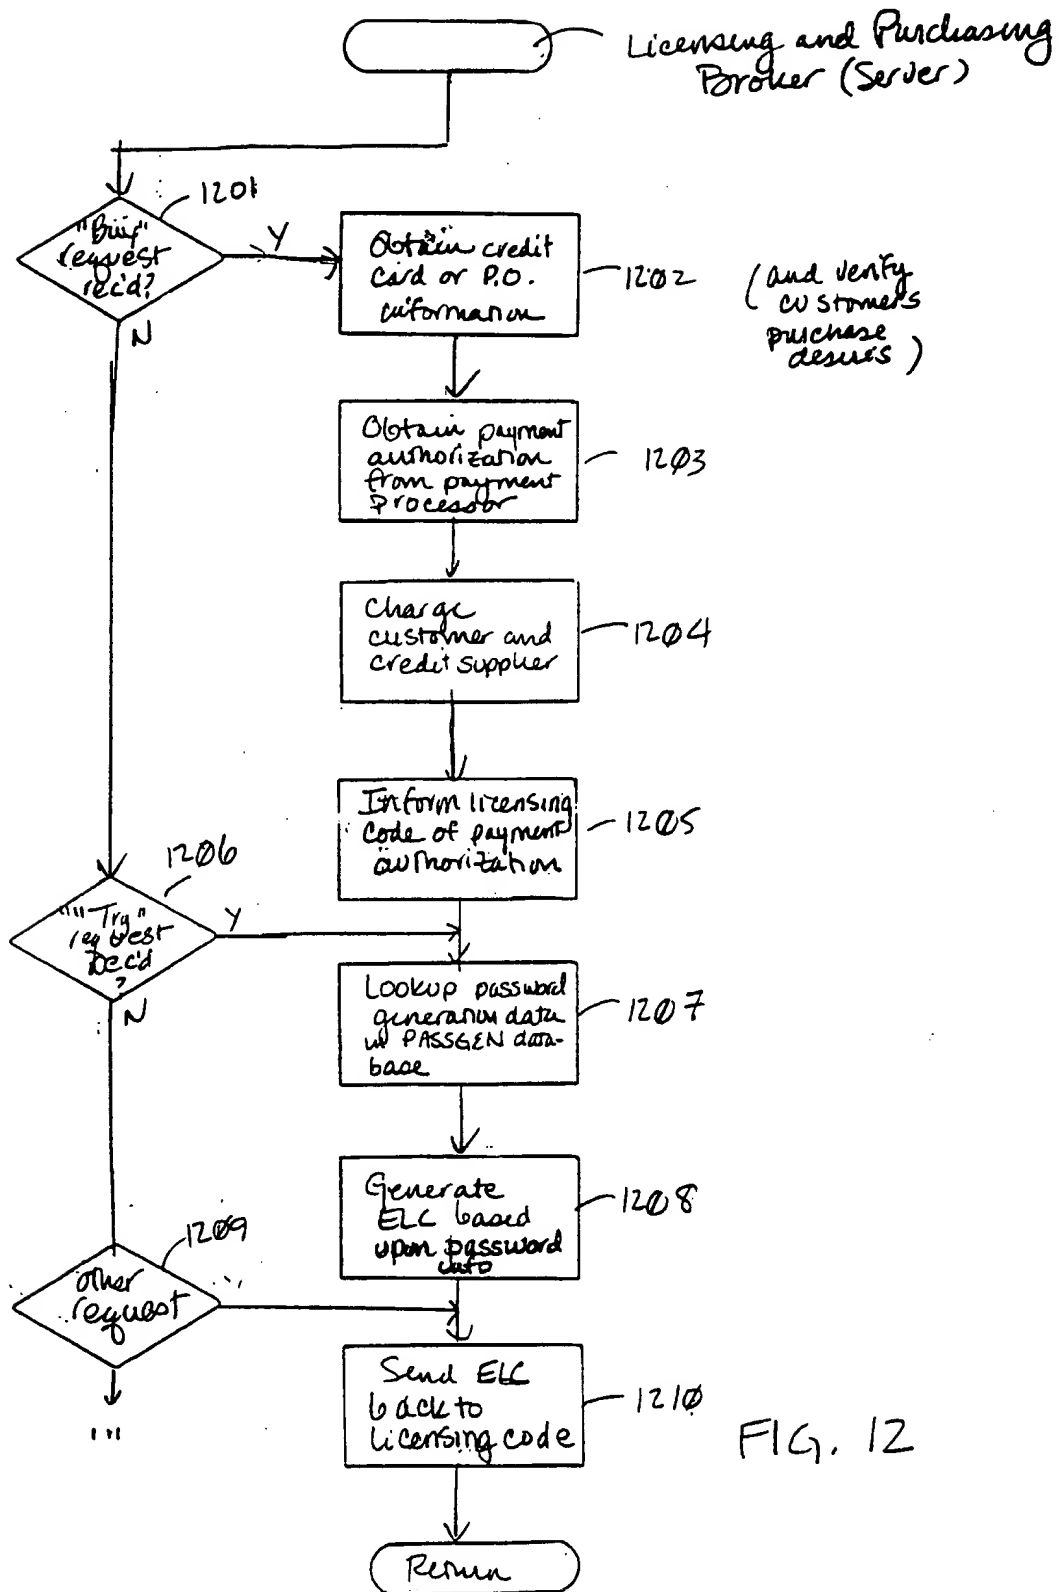 Licensing and Purchasing
Broker (Server)
1201
"Buy"
request
rec'd?
Y
N
Obtain credit
card or P.O.
information
1202
(and verify
customers
purchase
desires)
Obtain payment
authorization
from payment
processor
1203
Charge
customer and
credit supplier
1204
Inform licensing
code of payment
authorization
1205
1206
"Try"
request
rec'd
?
Y
N
Lookup password
generation data
in PASSGEN data-
base
1207
Generate
ELC based
upon password
info
1208
1209
other
request
...
Send ELC
back to
licensing code
1210
FIG. 12
Return